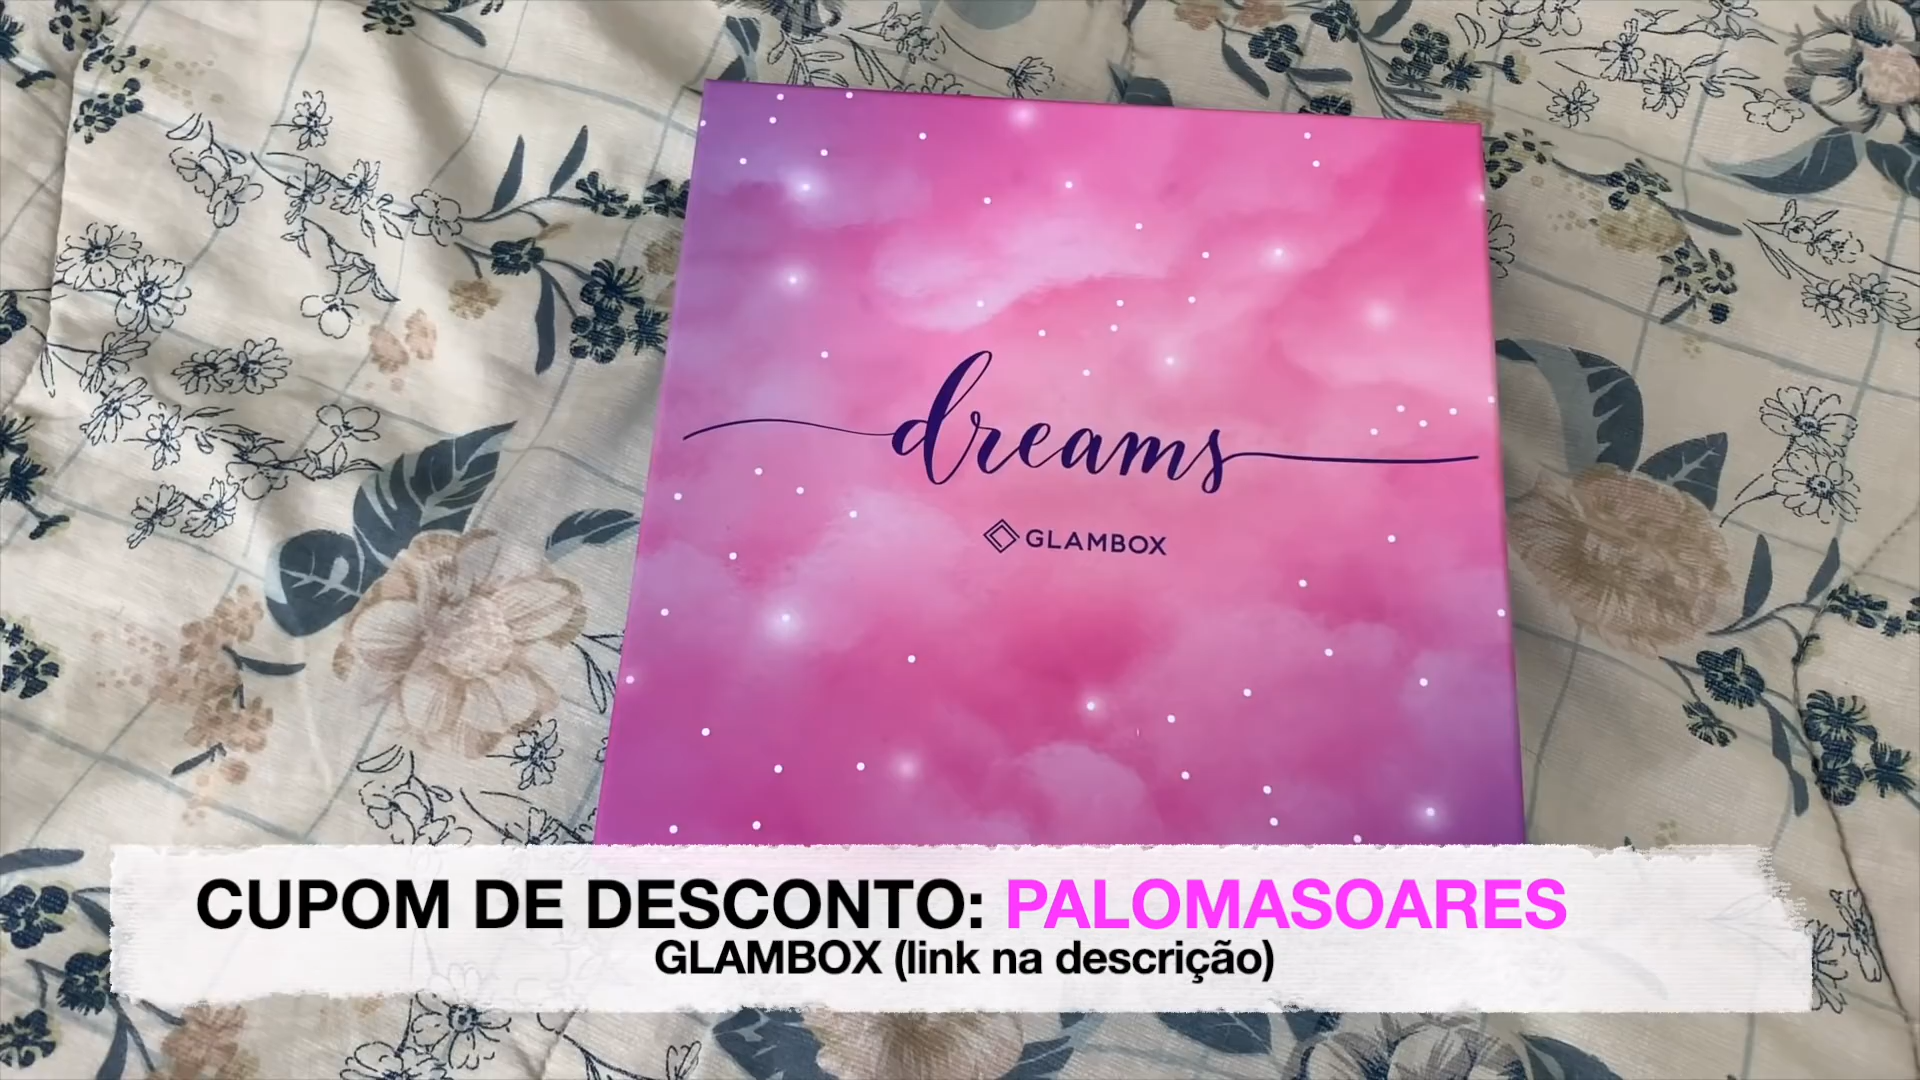 dreams
GLAMBOX
CUPOM DE DESCONTO: PALOMASOARES
GLAMBOX (link na descrição)